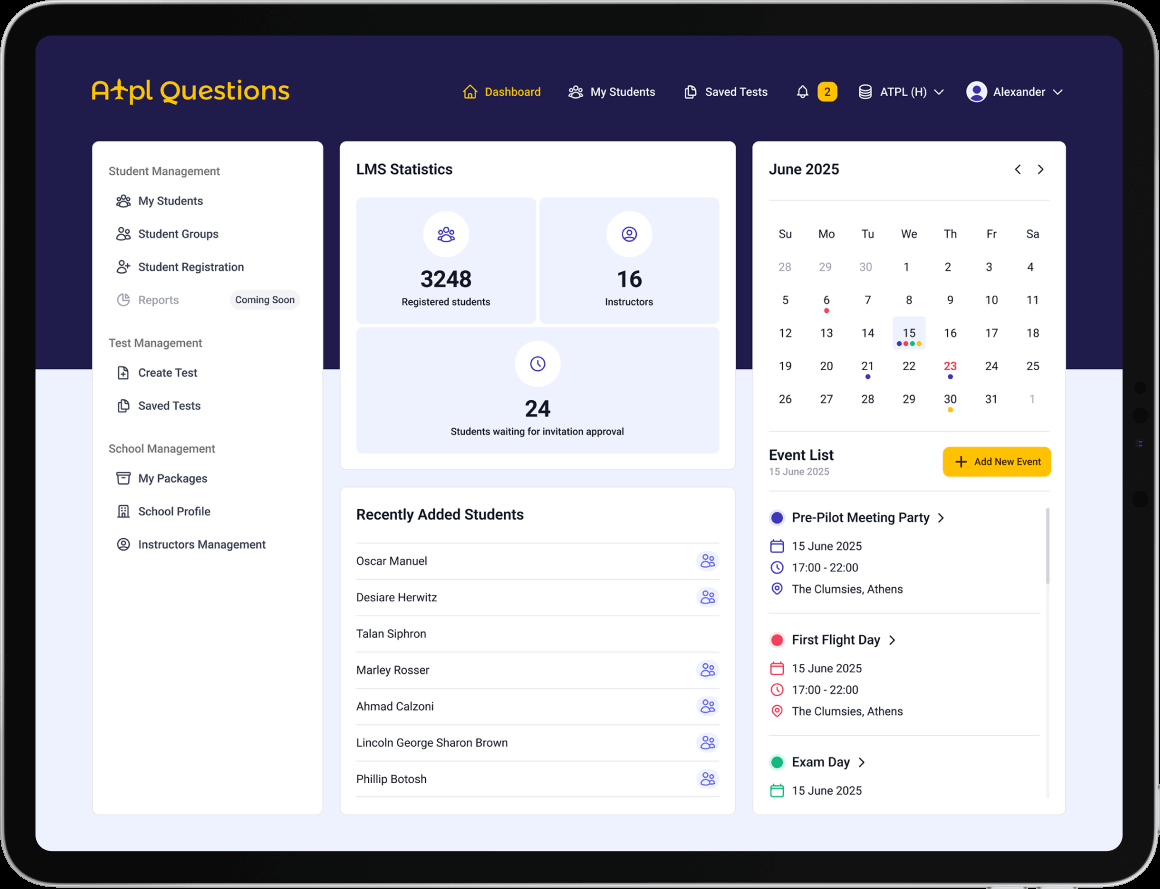 Atpl Questions
Dashboard
My Students
Saved Tests
2
ATPL (H)
Alexander
Student Management
My Students
Student Groups
Student Registration
Reports
Coming Soon
Test Management
Create Test
Saved Tests
School Management
My Packages
School Profile
Instructors Management
LMS Statistics
3248
Registered students
16
Instructors
24
Students waiting for invitation approval
Recently Added Students
Oscar Manuel
Desiare Herwitz
Talan Siphron
Marley Rosser
Ahmad Calzoni
Lincoln George Sharon Brown
Phillip Botosh
June 2025
Su Mo Tu We Th Fr Sa
28 29 30 1 2 3 4
5 6 7 8 9 10 11
12 13 14 15 16 17 18
19 20 21 22 23 24 25
26 27 28 29 30 31 1
Event List
15 June 2025
Add New Event
Pre-Pilot Meeting Party
15 June 2025
17:00 - 22:00
The Clumsies, Athens
First Flight Day
15 June 2025
17:00 - 22:00
The Clumsies, Athens
Exam Day
15 June 2025